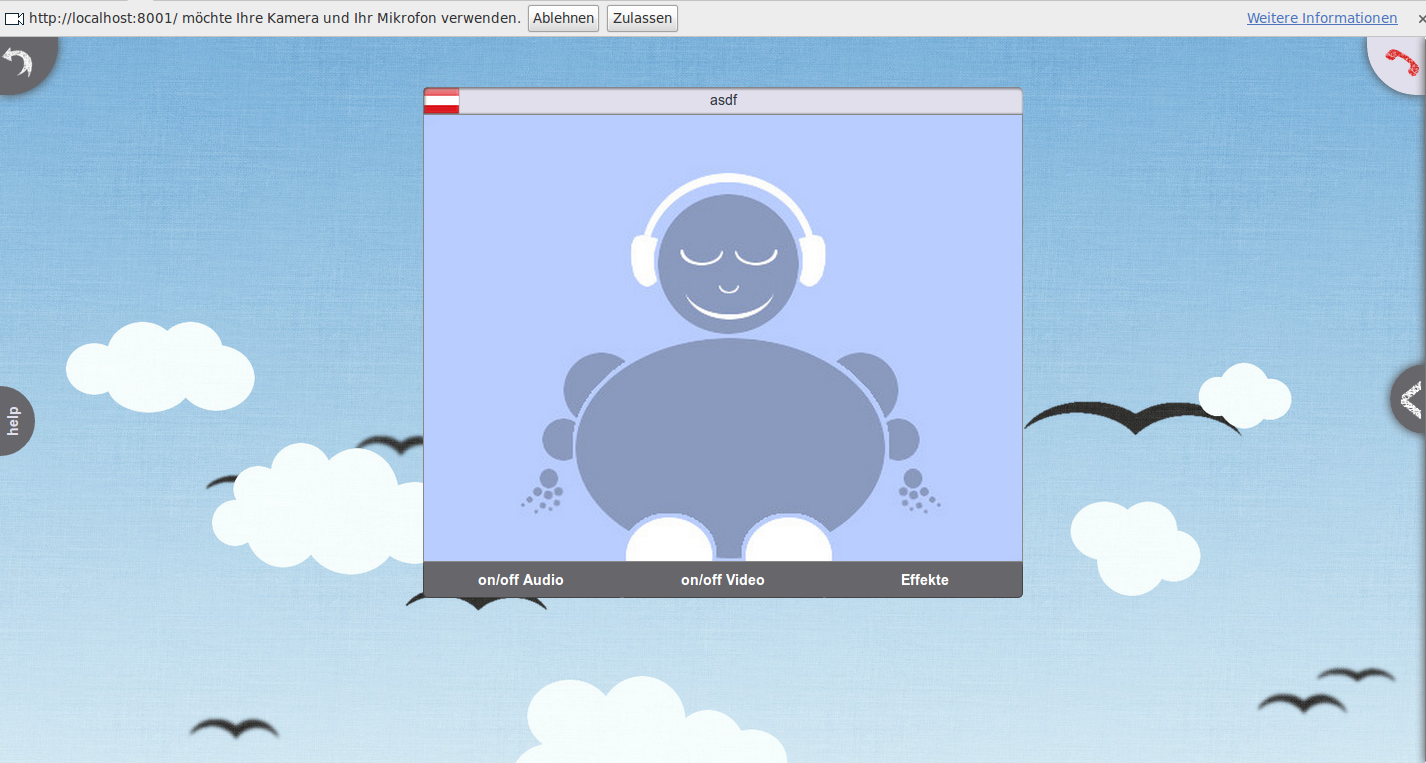 http://localhost:8001/ möchte Ihre Kamera und Ihr Mikrofon verwenden. Ablehnen Zulassen Weitere Informationen
asdf
help
on/off Audio on/off Video Effekte